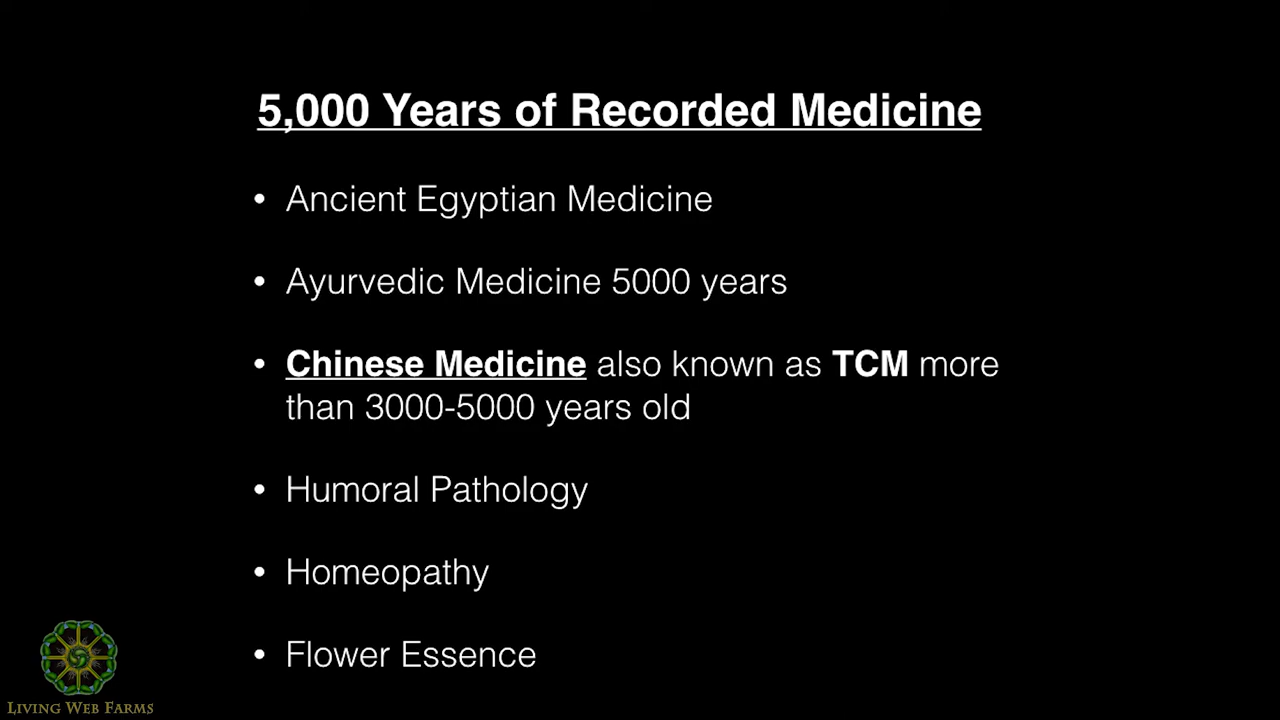 5,000 Years of Recorded Medicine
• Ancient Egyptian Medicine
• Ayurvedic Medicine 5000 years
• Chinese Medicine also known as TCM more
than 3000-5000 years old
• Humoral Pathology
• Homeopathy
• Flower Essence
LIVING WEB FARMS